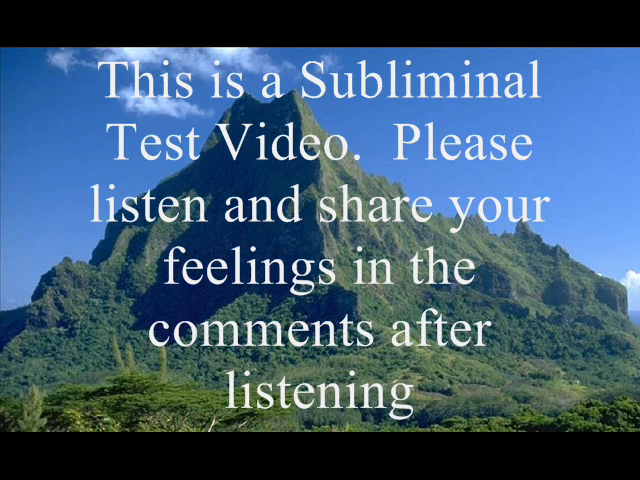 This is a Subliminal
Test Video.  Please
listen and share your
feelings in the
comments after
listening